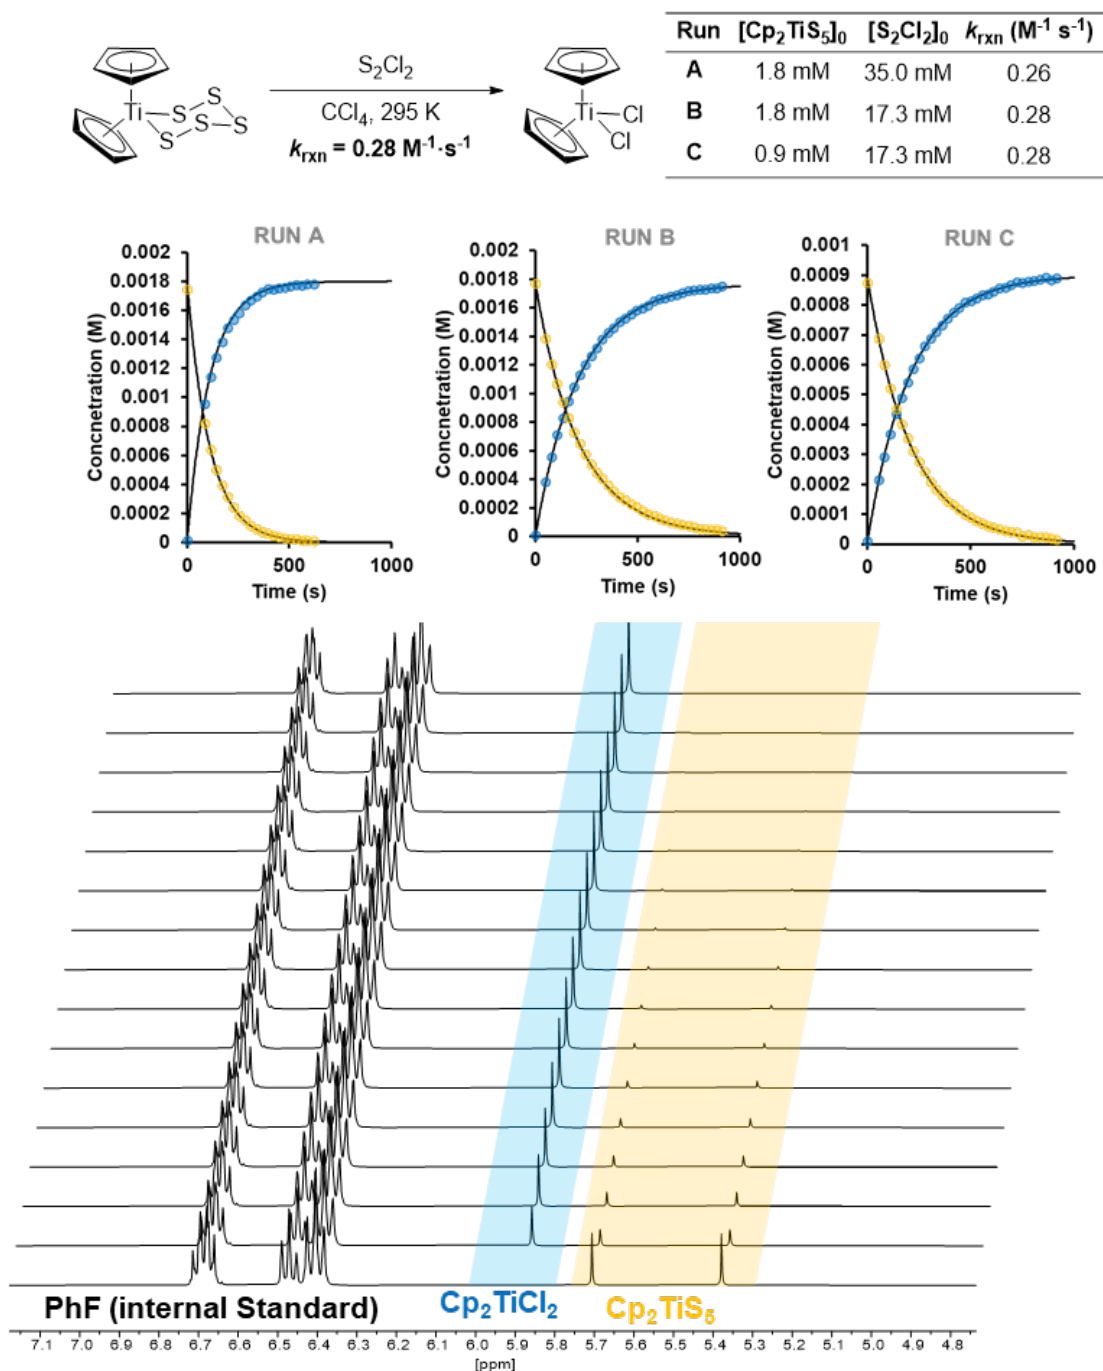 S₂Cl₂
CCl₄, 295 K
k_rxn = 0.28 M⁻¹·s⁻¹
Ti
S
S
S
S
S
Ti
Cl
Cl
Run [Cp₂TiS₅]₀ [S₂Cl₂]₀ k_rxn (M⁻¹ s⁻¹)
A 1.8 mM 35.0 mM 0.26
B 1.8 mM 17.3 mM 0.28
C 0.9 mM 17.3 mM 0.28
RUN A
Concnetration (M)
0.002
0.0018
0.0016
0.0014
0.0012
0.001
0.0008
0.0006
0.0004
0.0002
0
0 500 1000
Time (s)
RUN B
Concnetration (M)
0.002
0.0018
0.0016
0.0014
0.0012
0.001
0.0008
0.0006
0.0004
0.0002
0
0 500 1000
Time (s)
RUN C
Concnetration (M)
0.001
0.0009
0.0008
0.0007
0.0006
0.0005
0.0004
0.0003
0.0002
0.0001
0
0 500 1000
Time (s)
PhF (internal Standard) Cp₂TiCl₂ Cp₂TiS₅
7.1 7.0 6.9 6.8 6.7 6.6 6.5 6.4 6.3 6.2 6.1 6.0 5.9 5.8 5.7 5.6 5.5 5.4 5.3 5.2 5.1 5.0 4.9 4.8
[ppm]